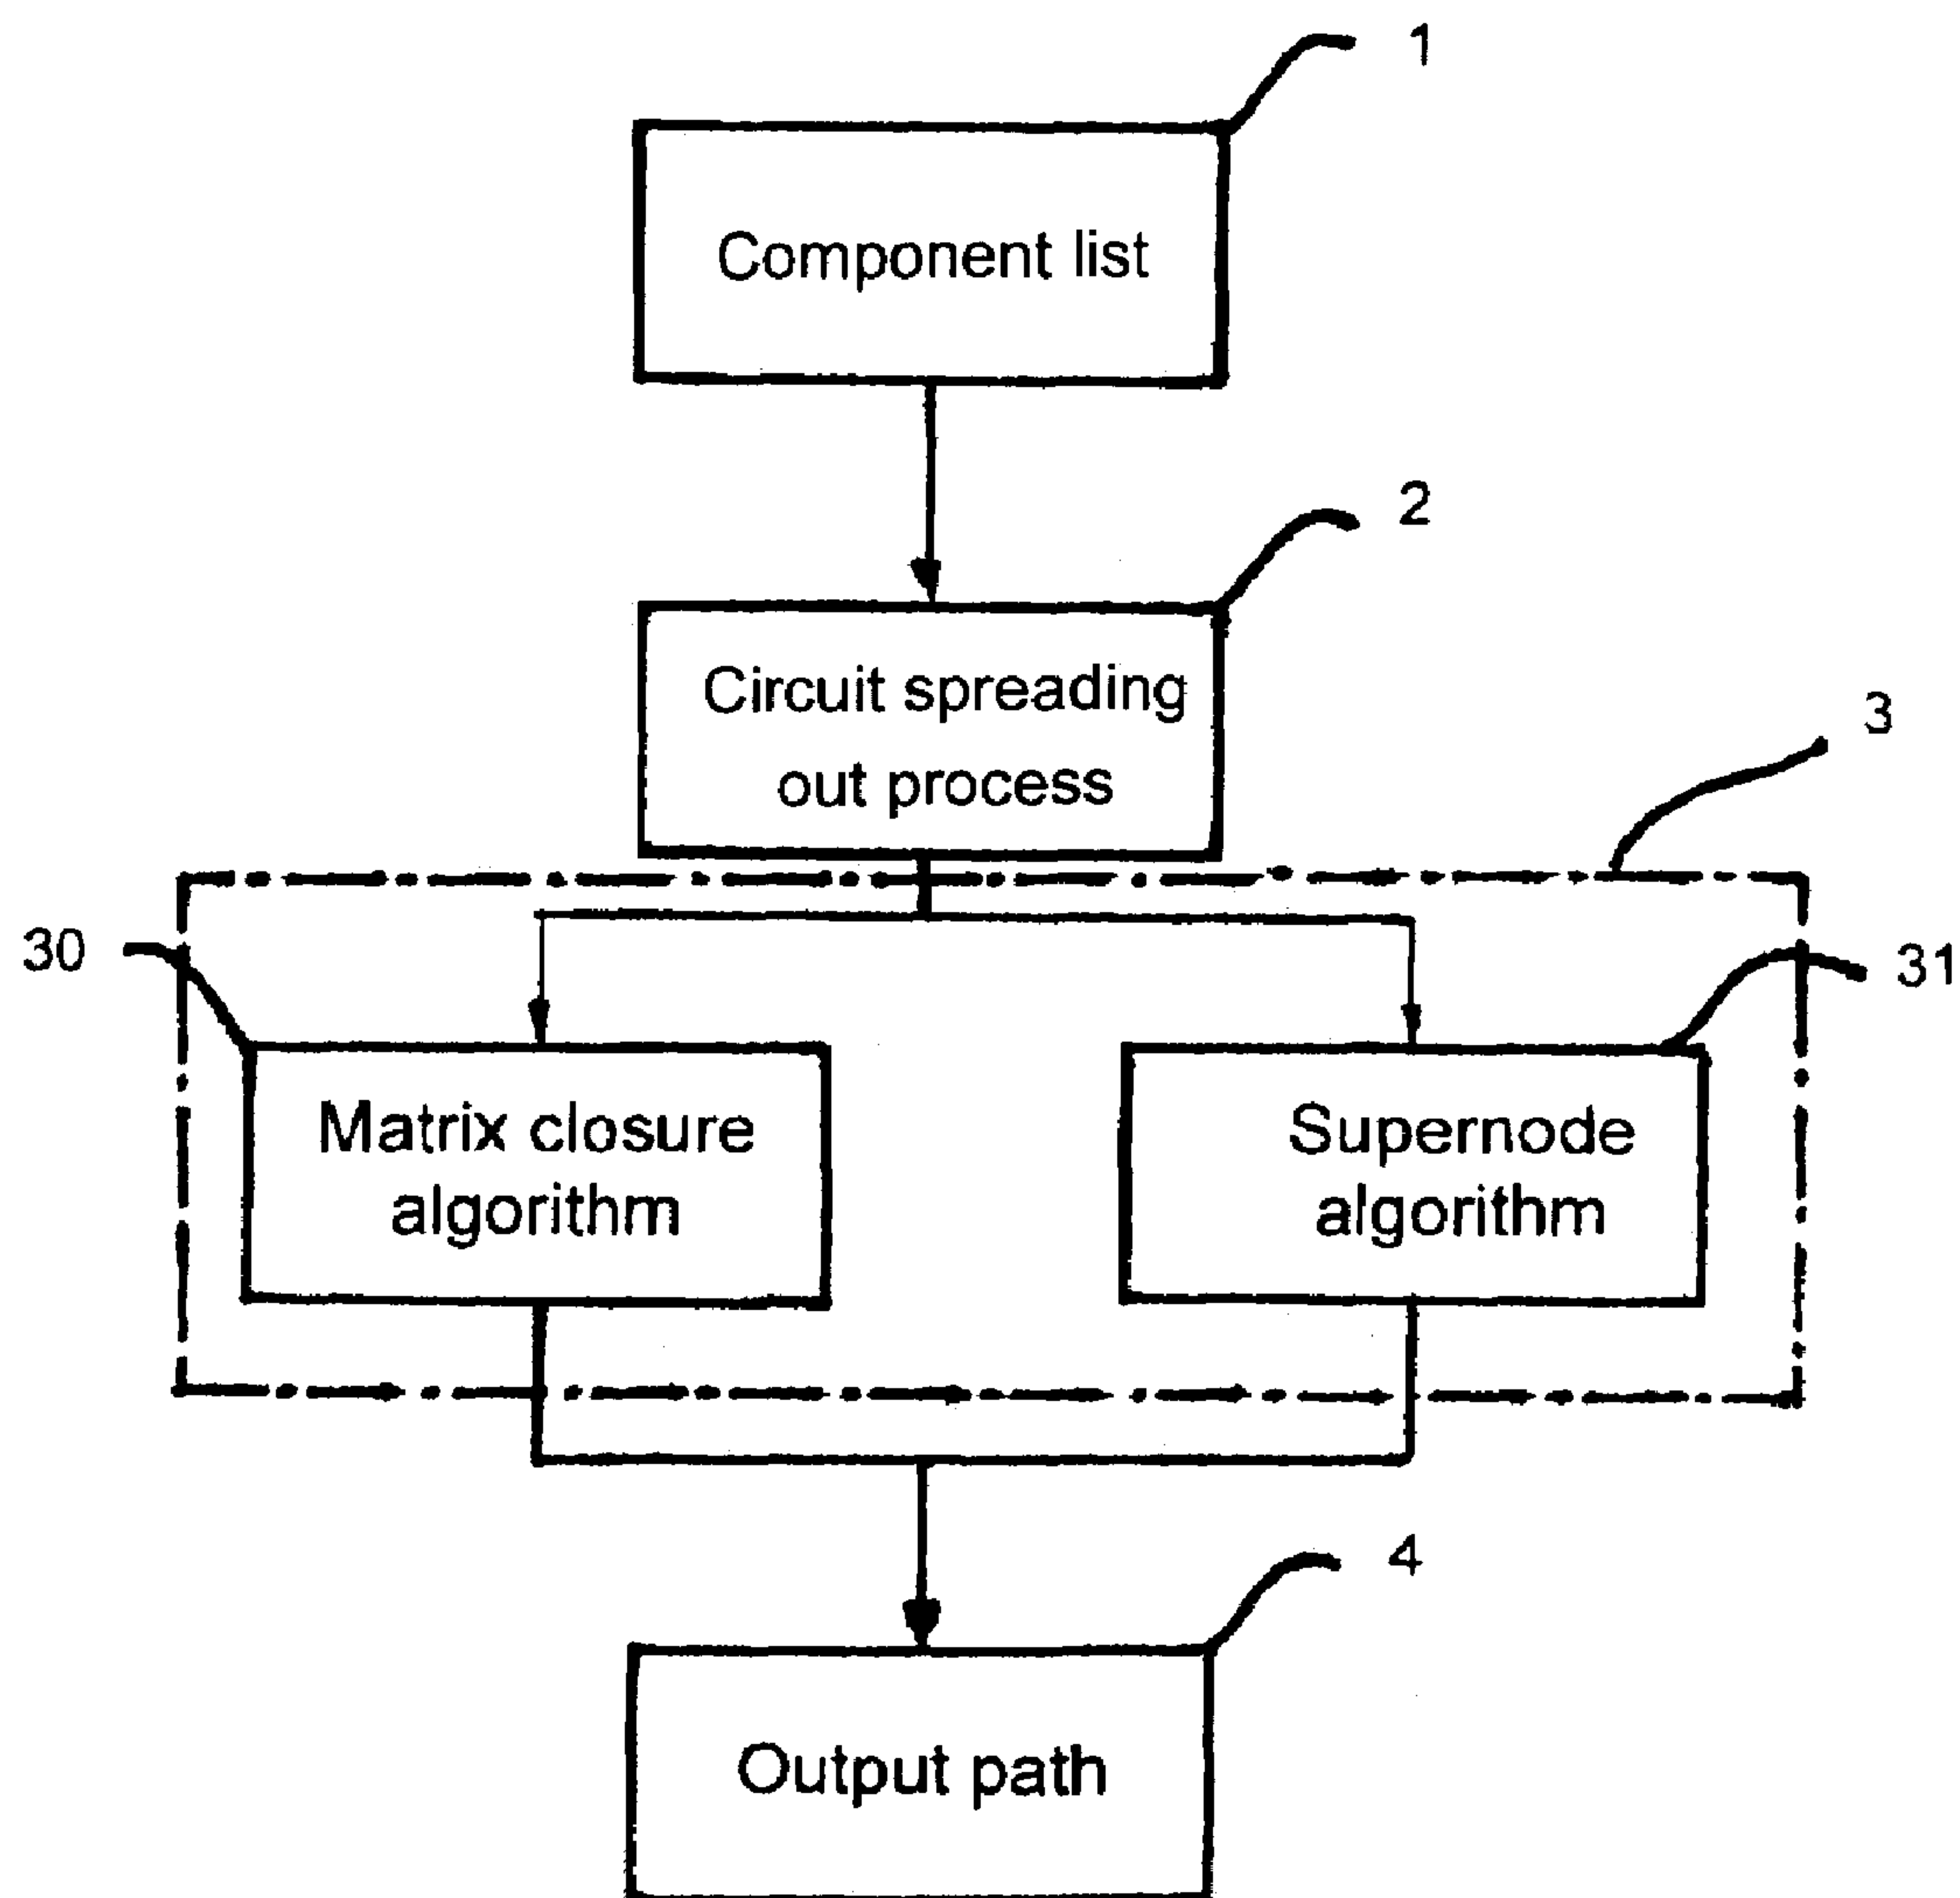 1
Component list
2
Circuit spreading
out process
3
30
31
Matrix closure
algorithm
Supernode
algorithm
4
Output path